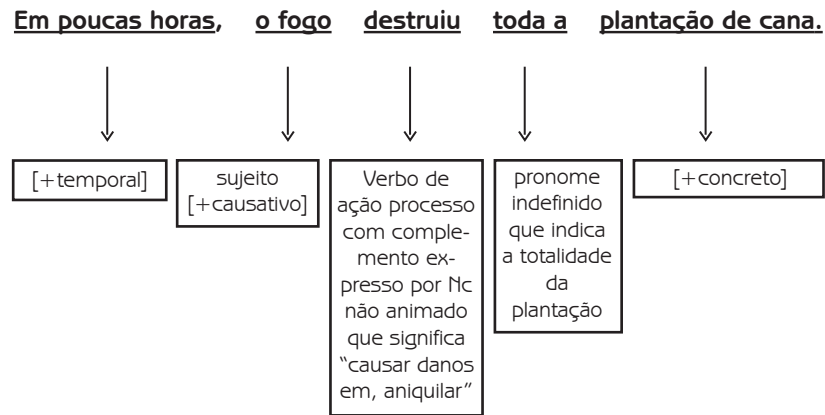 Em poucas horas, o fogo destruiu toda a plantação de cana.
[+temporal]
sujeito
[+causativo]
Verbo de
ação processo
com comple-
mento ex-
presso por Nc
não animado
que significa
“causar danos
em, aniquilar”
pronome
indefinido
que indica
a totalidade
da
plantação
[+concreto]